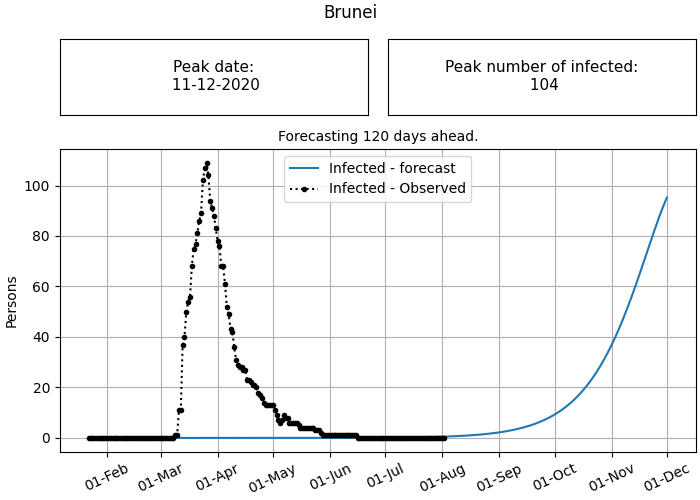 Brunei
Peak date:
11-12-2020
Peak number of infected:
104
Forecasting 120 days ahead.
Infected - forecast
Infected - Observed
Persons
100
80
60
40
20
0
01-Feb
01-Mar
01-Apr
01-May
01-Jun
01-Jul
01-Aug
01-Sep
01-Oct
01-Nov
01-Dec